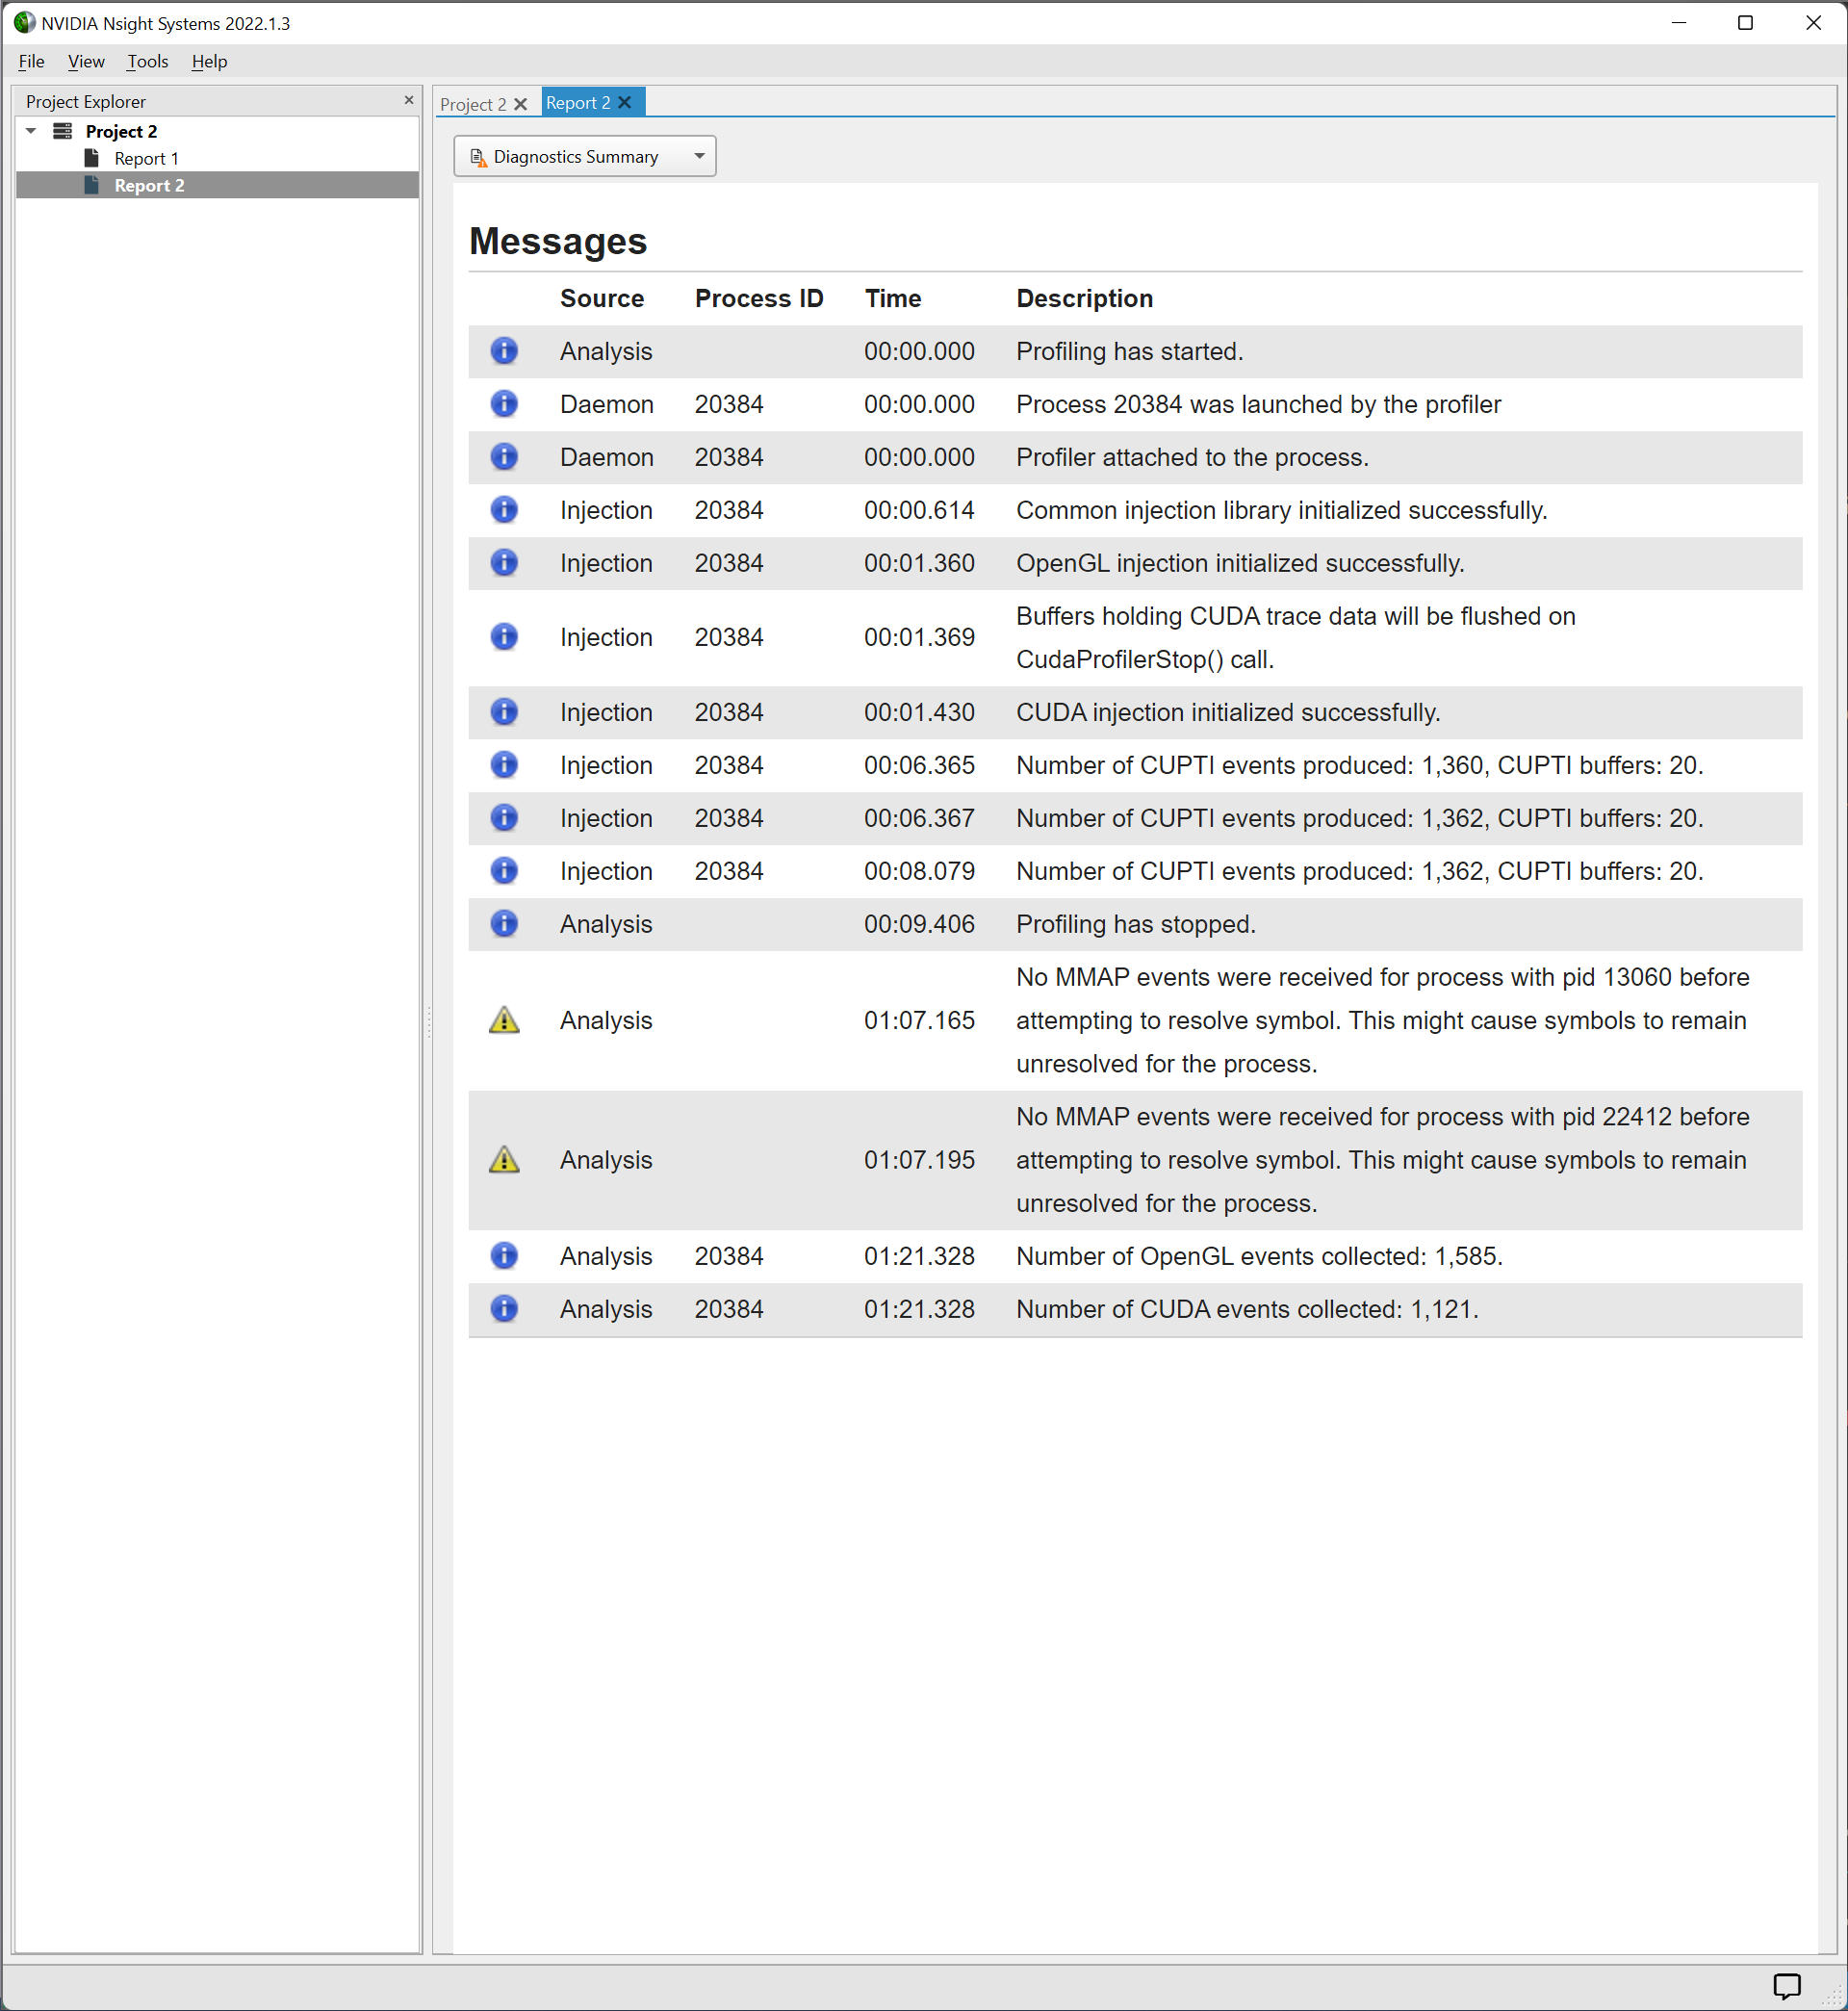 NVIDIA Nsight Systems 2022.1.3
File View Tools Help
Project Explorer
Project 2
Report 1
Report 2
Project 2 Report 2
Diagnostics Summary
Messages
Source Process ID Time Description
Analysis 00:00.000 Profiling has started.
Daemon 20384 00:00.000 Process 20384 was launched by the profiler
Daemon 20384 00:00.000 Profiler attached to the process.
Injection 20384 00:00.614 Common injection library initialized successfully.
Injection 20384 00:01.360 OpenGL injection initialized successfully.
Injection 20384 00:01.369 Buffers holding CUDA trace data will be flushed on
CudaProfilerStop() call.
Injection 20384 00:01.430 CUDA injection initialized successfully.
Injection 20384 00:06.365 Number of CUPTI events produced: 1,360, CUPTI buffers: 20.
Injection 20384 00:06.367 Number of CUPTI events produced: 1,362, CUPTI buffers: 20.
Injection 20384 00:08.079 Number of CUPTI events produced: 1,362, CUPTI buffers: 20.
Analysis 00:09.406 Profiling has stopped.
No MMAP events were received for process with pid 13060 before
Analysis 01:07.165 attempting to resolve symbol. This might cause symbols to remain
unresolved for the process.
No MMAP events were received for process with pid 22412 before
Analysis 01:07.195 attempting to resolve symbol. This might cause symbols to remain
unresolved for the process.
Analysis 20384 01:21.328 Number of OpenGL events collected: 1,585.
Analysis 20384 01:21.328 Number of CUDA events collected: 1,121.